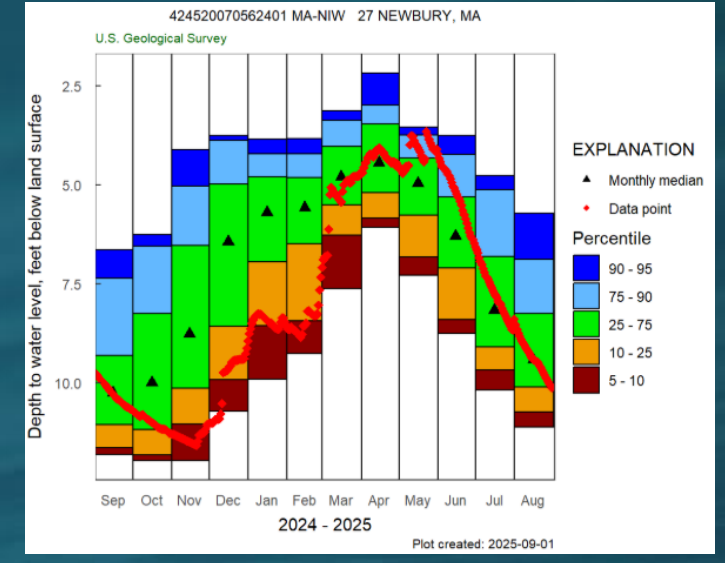 424520070562401 MA-NIW   27 NEWBURY, MA
U.S. Geological Survey
Depth to water level, feet below land surface
2.5
5.0
7.5
10.0
Sep Oct Nov Dec Jan Feb Mar Apr May Jun Jul Aug
2024 - 2025
Plot created: 2025-09-01
EXPLANATION
Monthly median
Data point
Percentile
90 - 95
75 - 90
25 - 75
10 - 25
5 - 10